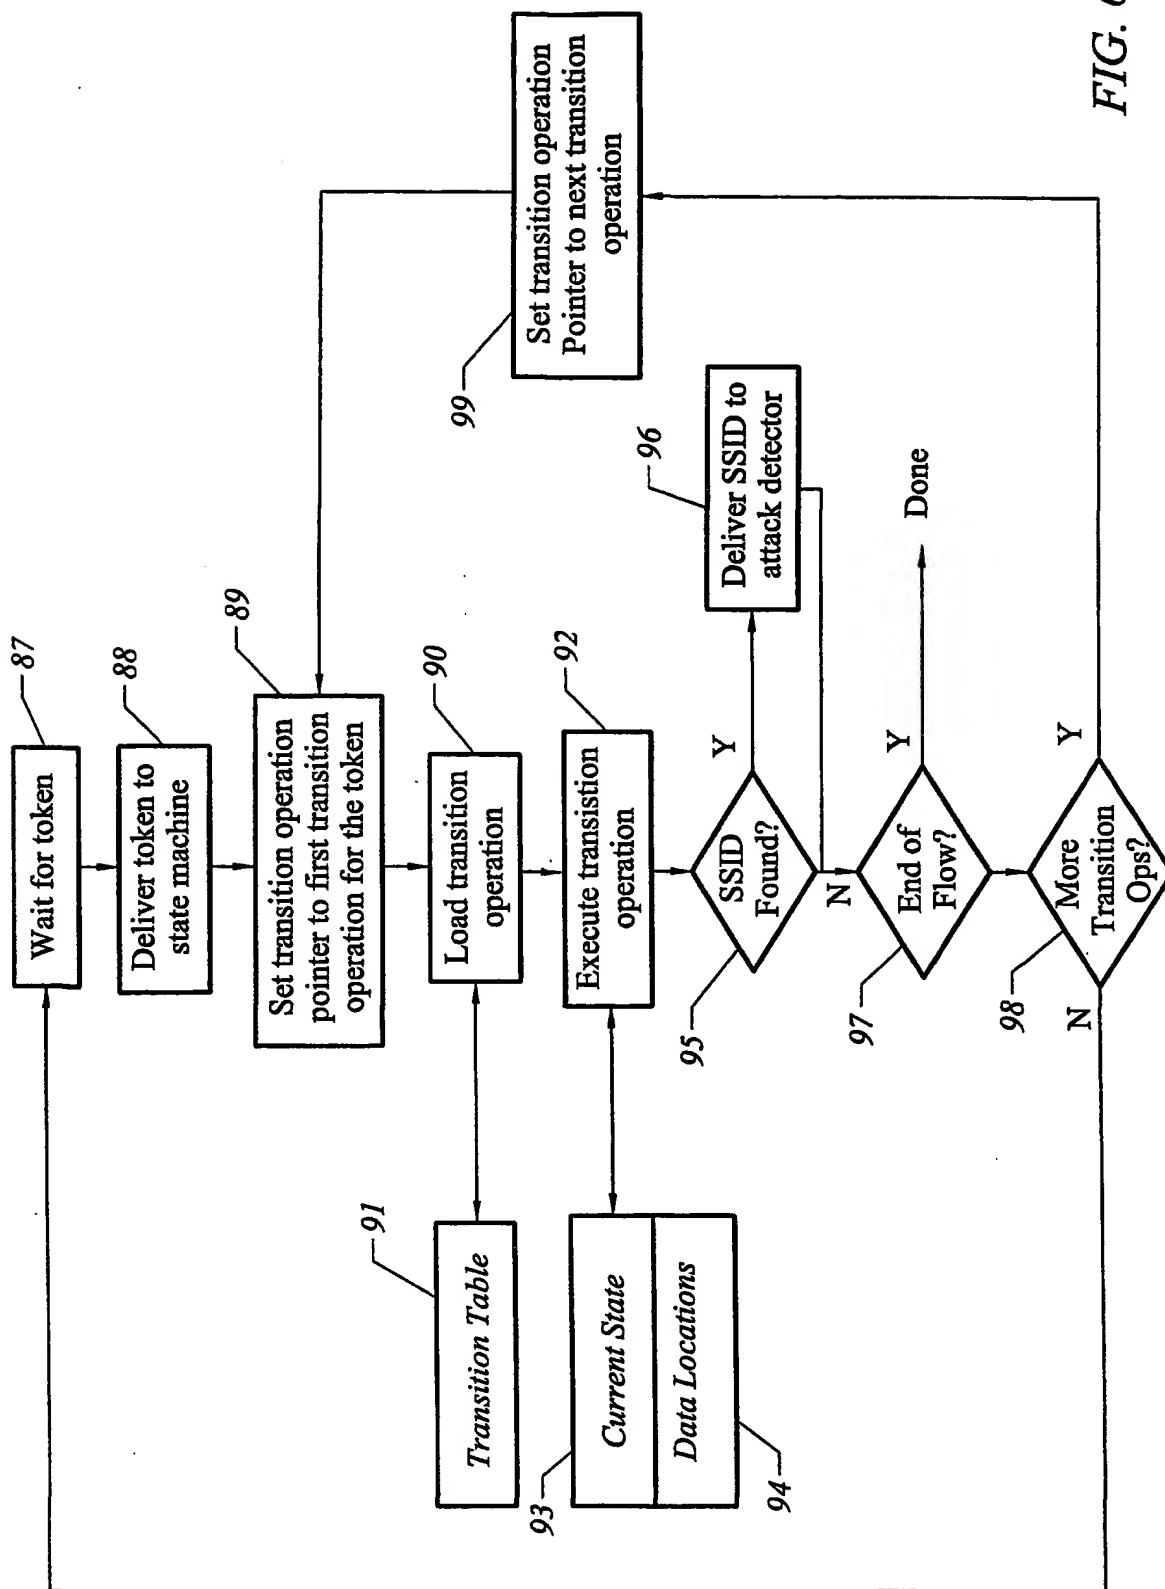 87
Wait for token
88
Deliver token to
state machine
89
Set transition operation
pointer to first transition
operation for the token
99
Set transition operation
Pointer to next transition
operation
90
Load transition
operation
91
Transition Table
92
Execute transistion
operation
93
Current State
Data Locations
94
95
SSID
Found?
Y
N
96
Deliver SSID to
attack detector
97
End of
Flow?
Y
Done
98
More
Transition
Ops?
Y
N
FIG.